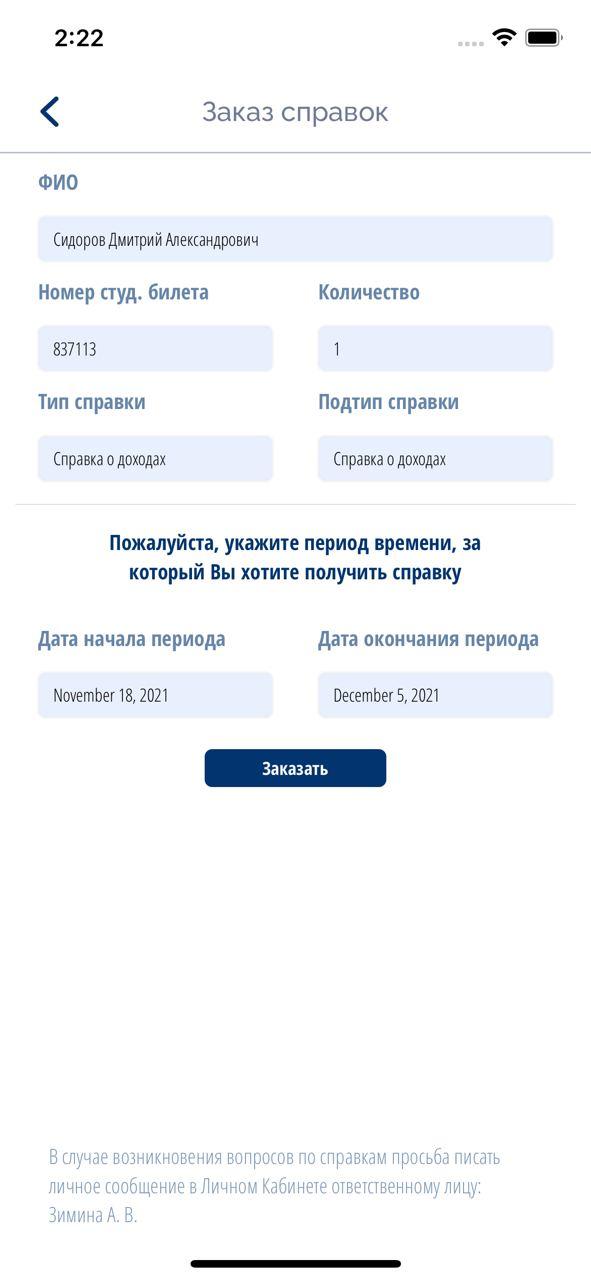 2:22
Заказ справок
ФИО
Сидоров Дмитрий Александрович
Номер студ. билета
Количество
837113
1
Тип справки
Подтип справки
Справка о доходах
Справка о доходах
Пожалуйста, укажите период времени, за
который Вы хотите получить справку
Дата начала периода
Дата окончания периода
November 18, 2021
December 5, 2021
Заказать
В случае возникновения вопросов по справкам просьба писать
личное сообщение в Личном Кабинете ответственному лицу:
Зимина А. В.